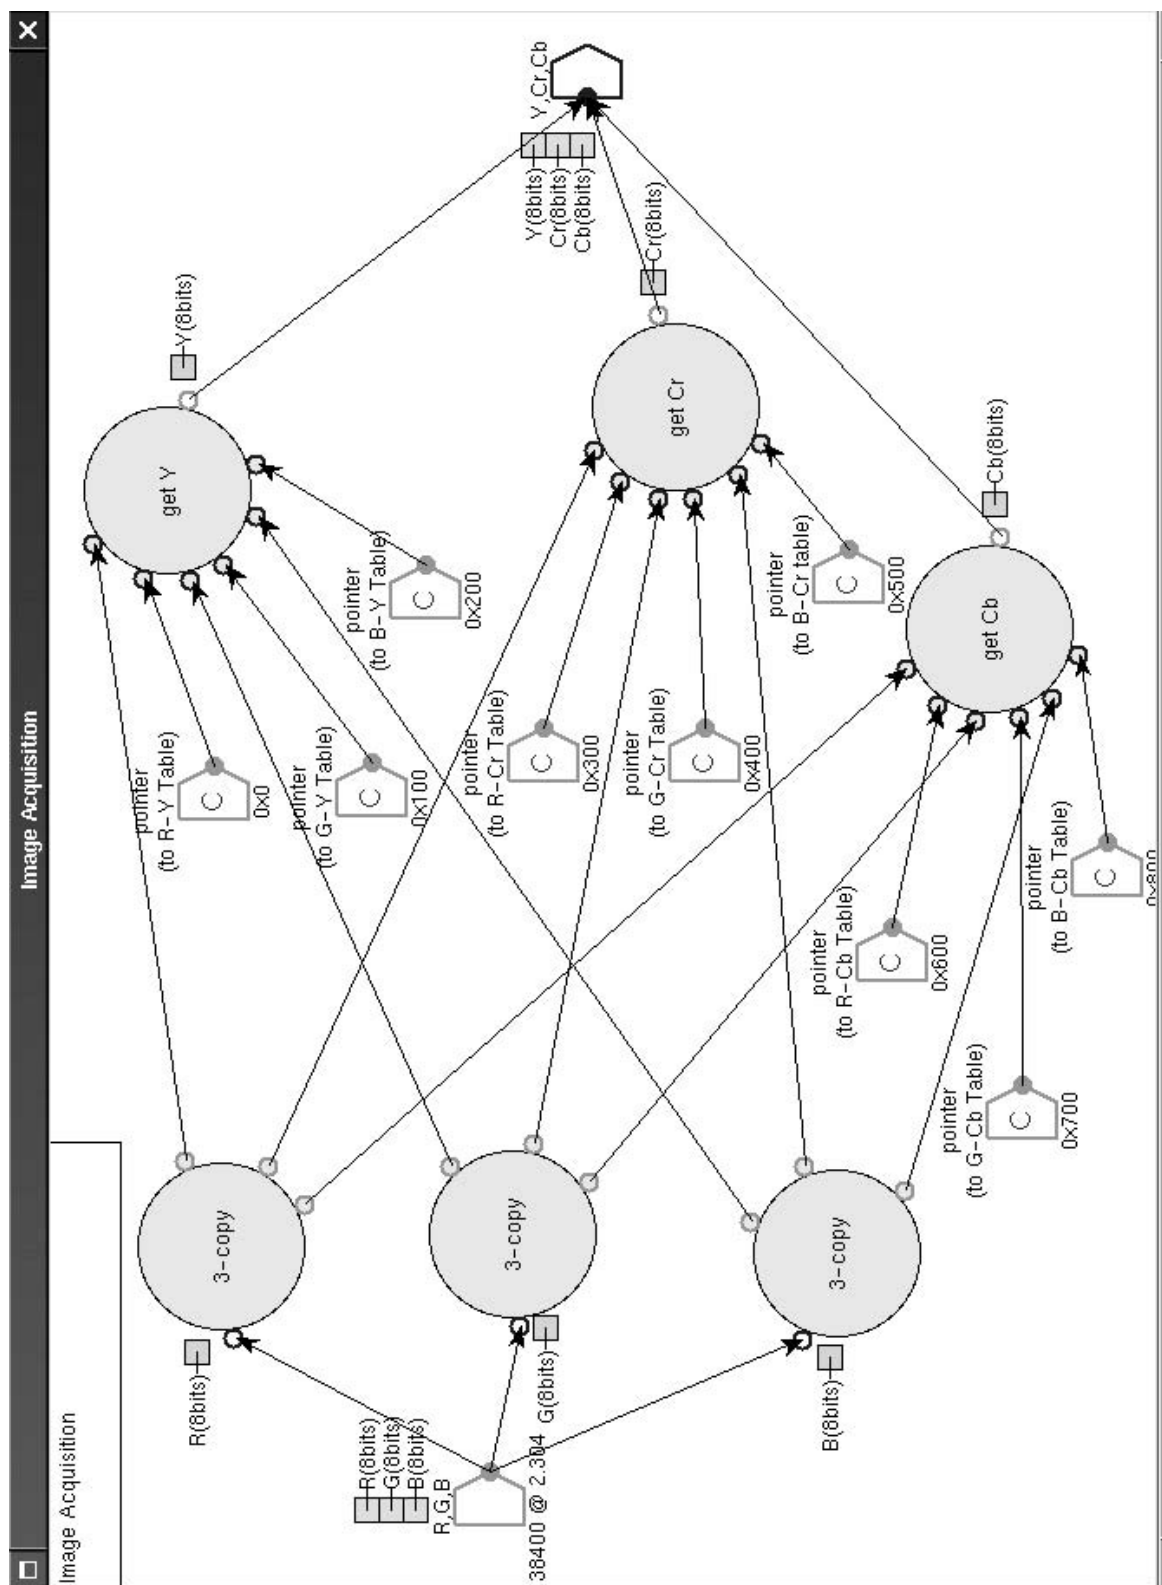 Image Acquisition
Image Acquisition
R(8bits)
R(8bits)
G(8bits)
B(8bits)
R,G,B
38400 @ 2.304
G(8bits)
B(8bits)
3-copy
3-copy
3-copy
pointer
(to R-Y Table)
C
0x0
pointer
(to G-Y Table)
C
0x100
pointer
(to B-Y Table)
C
0x200
pointer
(to R-Cr Table)
C
0x300
pointer
(to G-Cr Table)
C
0x400
pointer
(to B-Cr table)
C
0x500
pointer
(to R-Cb Table)
C
0x600
pointer
(to G-Cb Table)
C
0x700
pointer
(to B-Cb Table)
C
0x800
get Y
Y(8bits)
get Cr
Cr(8bits)
get Cb
Cb(8bits)
Y(8bits)
Cr(8bits)
Cb(8bits)
Y,Cr,Cb